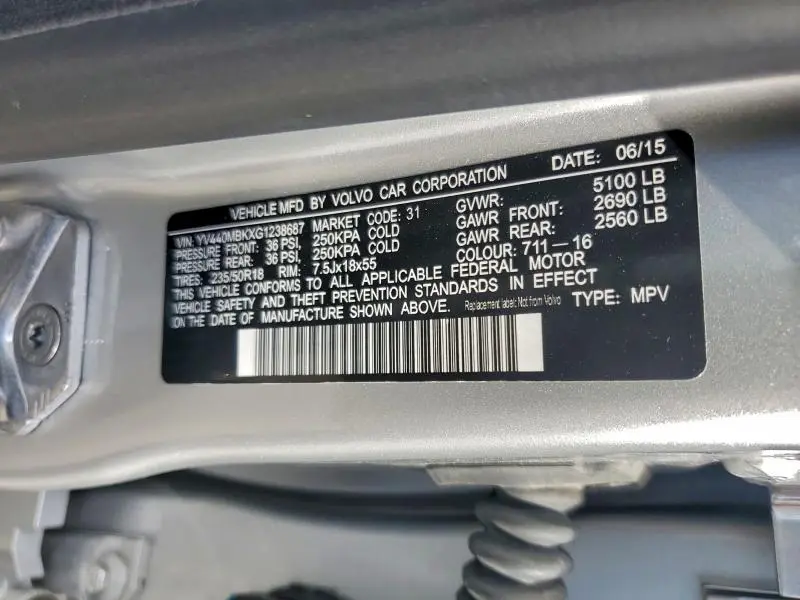 VEHICLE MFD BY VOLVO CAR CORPORATION DATE: 06/15
VIN: YV440MBKXG1238687 MARKET CODE: 31 GVWR: 5100 LB
PRESSURE FRONT: 36 PSI, 250KPA COLD GAWR FRONT: 2690 LB
PRESSURE REAR: 36 PSI, 250KPA COLD GAWR REAR: 2560 LB
TIRES: 235/50R18 RIM: 7.5Jx18x55 COLOUR: 711-16
THIS VEHICLE CONFORMS TO ALL APPLICABLE FEDERAL MOTOR
VEHICLE SAFETY AND THEFT PREVENTION STANDARDS IN EFFECT
ON THE DATE OF MANUFACTURE SHOWN ABOVE. Replacement label: Not from Volvo TYPE: MPV